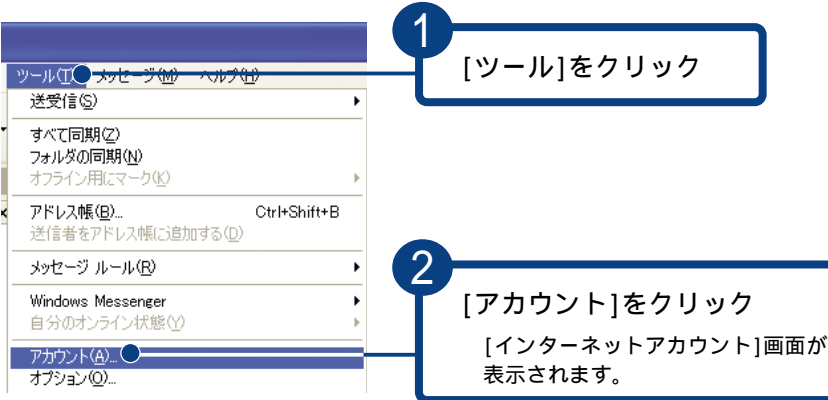 ツール(T) メッセージ(M) ヘルプ(H)
送受信(S)
すべて同期(Z)
フォルダの同期(N)
オフライン用にマーク(K)
アドレス帳(B)... Ctrl+Shift+B
送信者をアドレス帳に追加する(D)
メッセージ ルール(R)
Windows Messenger
自分のオンライン状態(Y)
アカウント(A)...
オプション(O)...
1
[ツール]をクリック
2
[アカウント]をクリック
[インターネットアカウント]画面が
表示されます。